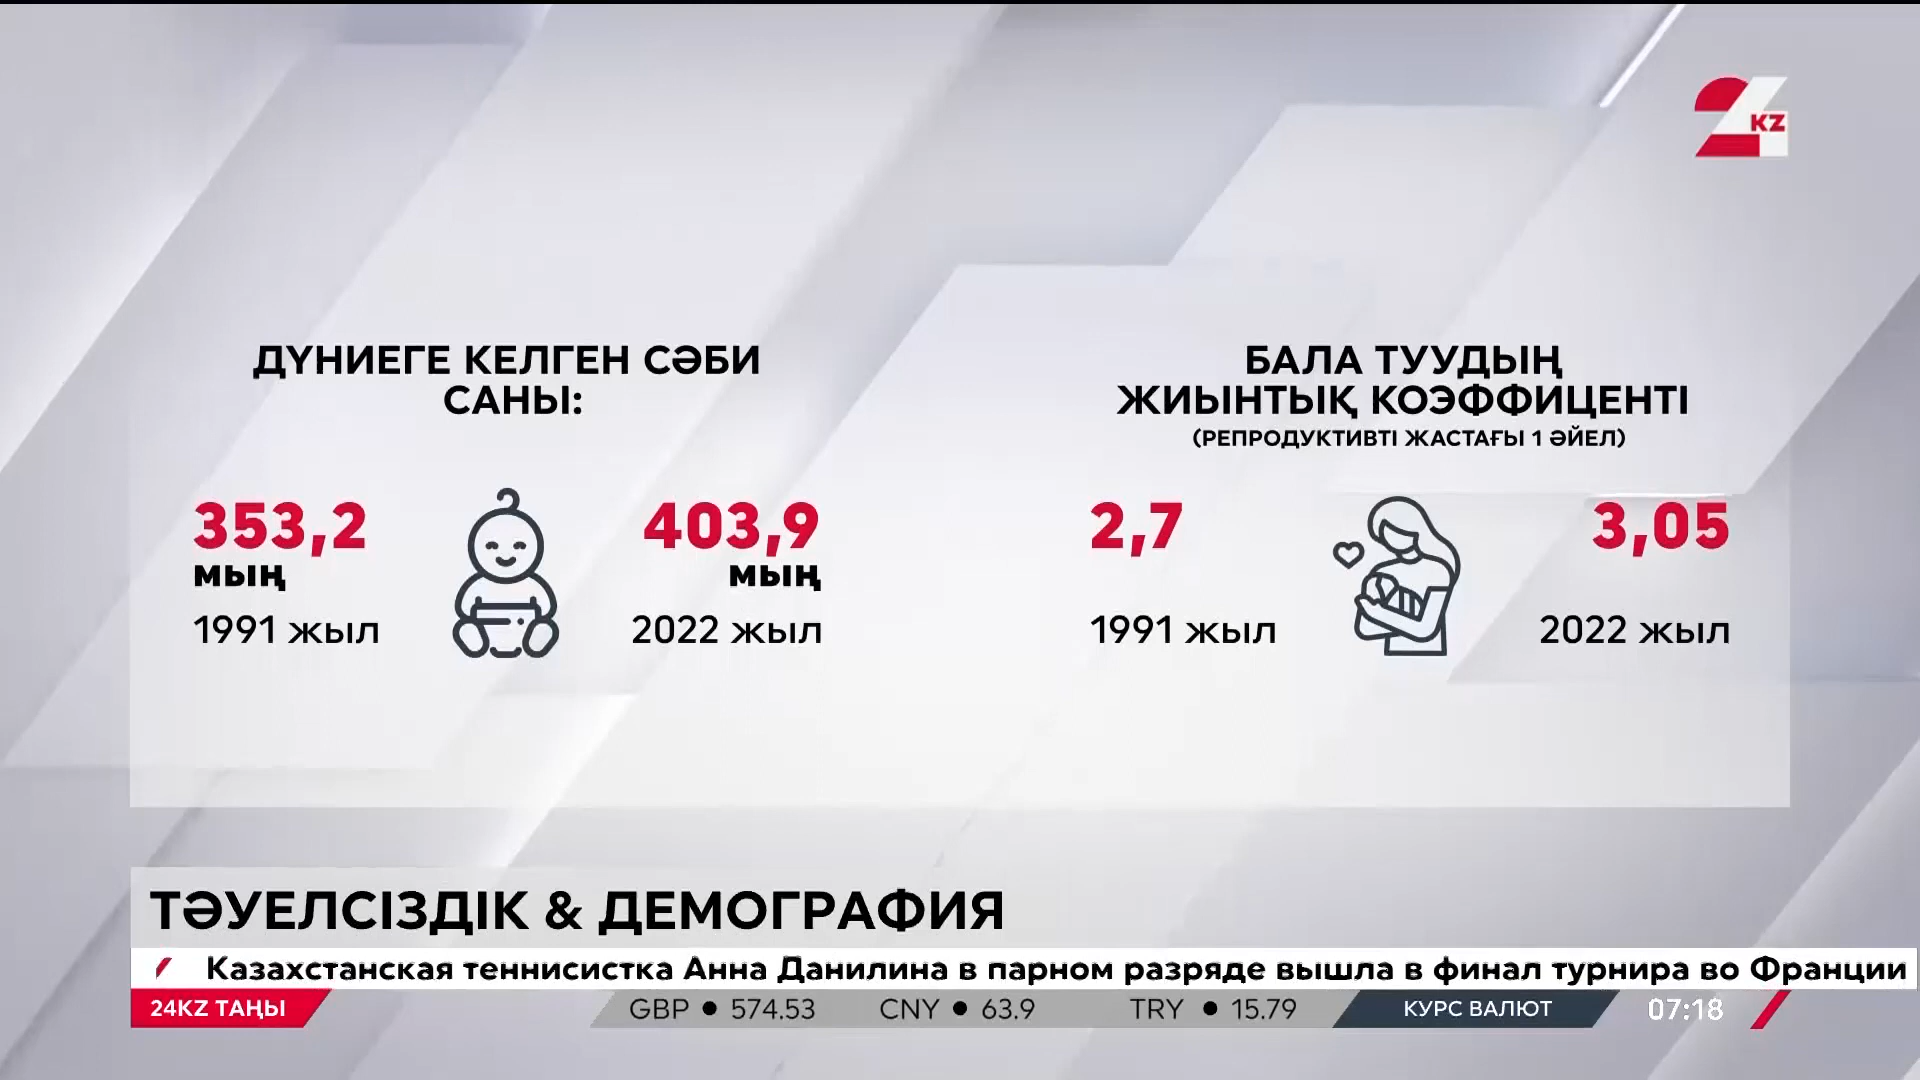 24 KZ
ДҮНИЕГЕ КЕЛГЕН СӘБИ
САНЫ:
353,2
мың
1991 жыл
403,9
мың
2022 жыл
БАЛА ТУУДЫҢ
ЖИЫНТЫҚ КОЭФФИЦЕНТІ
(РЕПРОДУКТИВТІ ЖАСТАҒЫ 1 ӘЙЕЛ)
2,7
1991 жыл
3,05
2022 жыл
ТӘУЕЛСІЗДІК & ДЕМОГРАФИЯ
Казахстанская теннисистка Анна Данилина в парном разряде вышла в финал турнира во Франции
24KZ ТАҢЫ
GBP ● 574.53 CNY ● 63.9 TRY ● 15.79 КУРС ВАЛЮТ 07:18